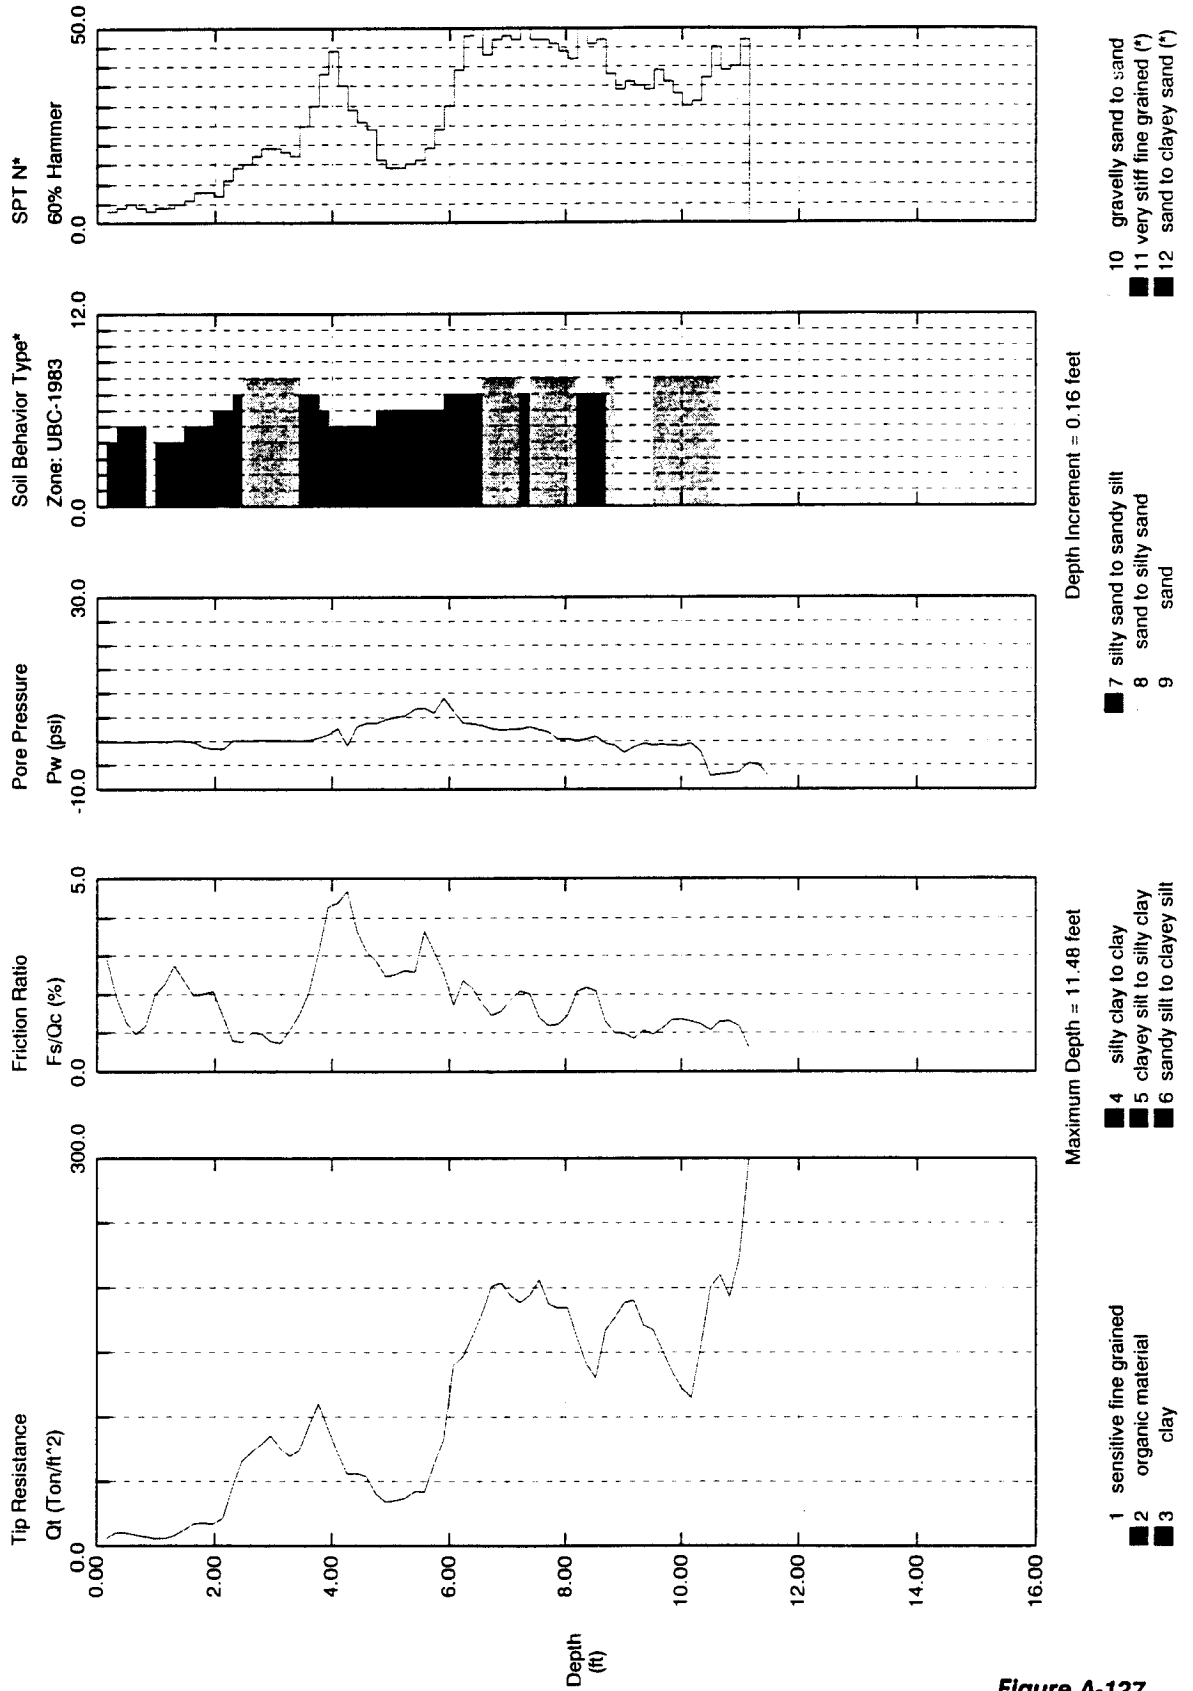 Tip Resistance
Qt (Ton/ft^2)
0.0 300.0
Friction Ratio
Fs/Qc (%)
0.0 5.0
Pore Pressure
Pw (psi)
-10.0 30.0
Soil Behavior Type*
Zone: UBC-1983
0.0 12.0
SPT N*
60% Hammer
0.0 50.0
0.00
2.00
4.00
6.00
8.00
10.00
12.00
14.00
16.00
Depth
(ft)
Maximum Depth = 11.48 feet
Depth Increment = 0.16 feet
1 sensitive fine grained
2 organic material
3 clay
4 silty clay to clay
5 clayey silt to silty clay
6 sandy silt to clayey silt
7 silty sand to sandy silt
8 sand to silty sand
9 sand
10 gravelly sand to sand
11 very stiff fine grained (*)
12 sand to clayey sand (*)
Figure A-127